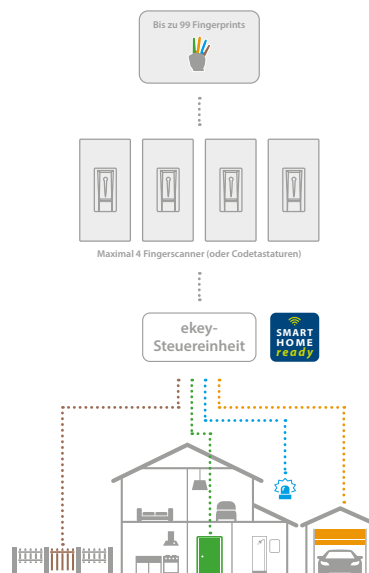 Bis zu 99 Fingerprints
Maximal 4 Fingerscanner (oder Codetastaturen)
ekey-
Steuereinheit
SMART
HOME
ready